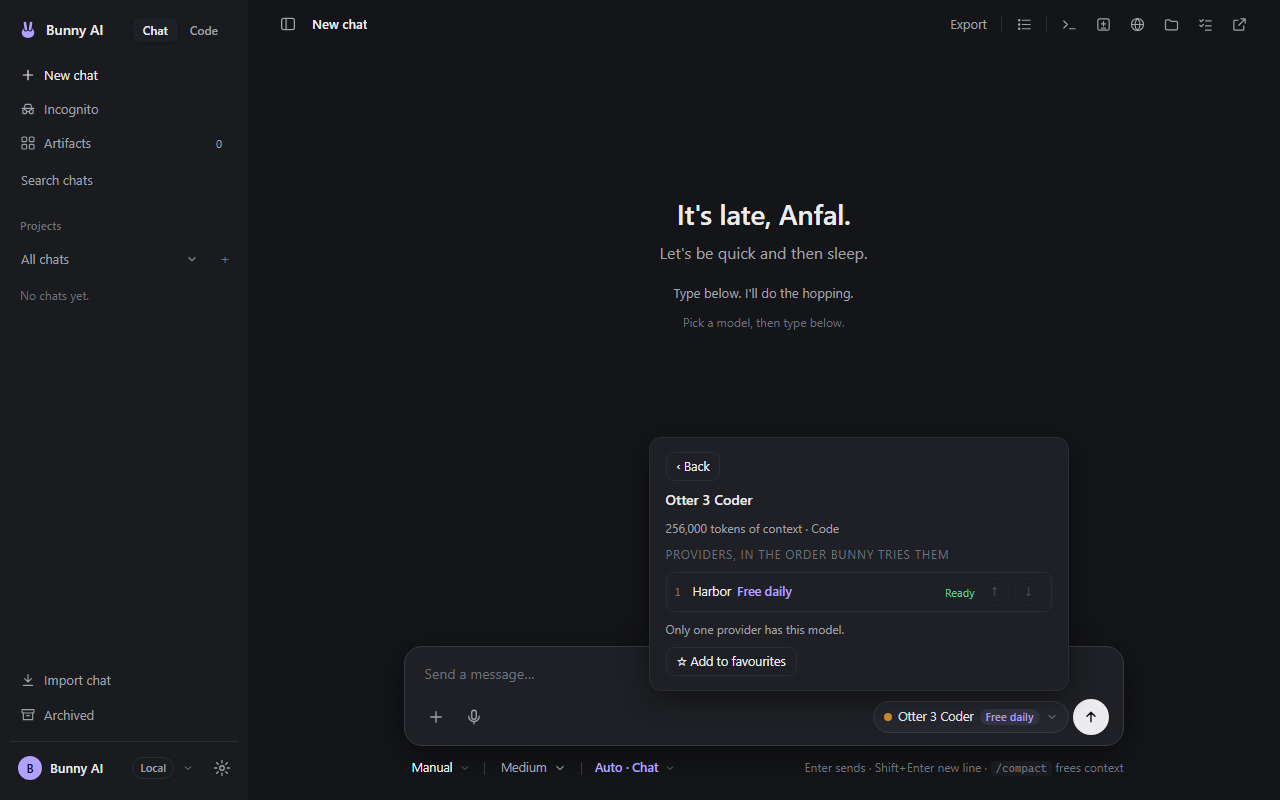 Bunny AI
Chat
Code
New chat
Incognito
Artifacts
0
Search chats
Projects
All chats
+
No chats yet.
Import chat
Archived
B
Bunny AI
Local
New chat
Export
It's late, Anfal.
Let's be quick and then sleep.
Type below. I'll do the hopping.
Pick a model, then type below.
‹ Back
Otter 3 Coder
256,000 tokens of context · Code
PROVIDERS, IN THE ORDER BUNNY TRIES THEM
1 Harbor Free daily Ready ↑ ↓
Only one provider has this model.
☆ Add to favourites
Send a message...
Otter 3 Coder Free daily
Manual
Medium
Auto · Chat
Enter sends · Shift+Enter new line · /compact frees context